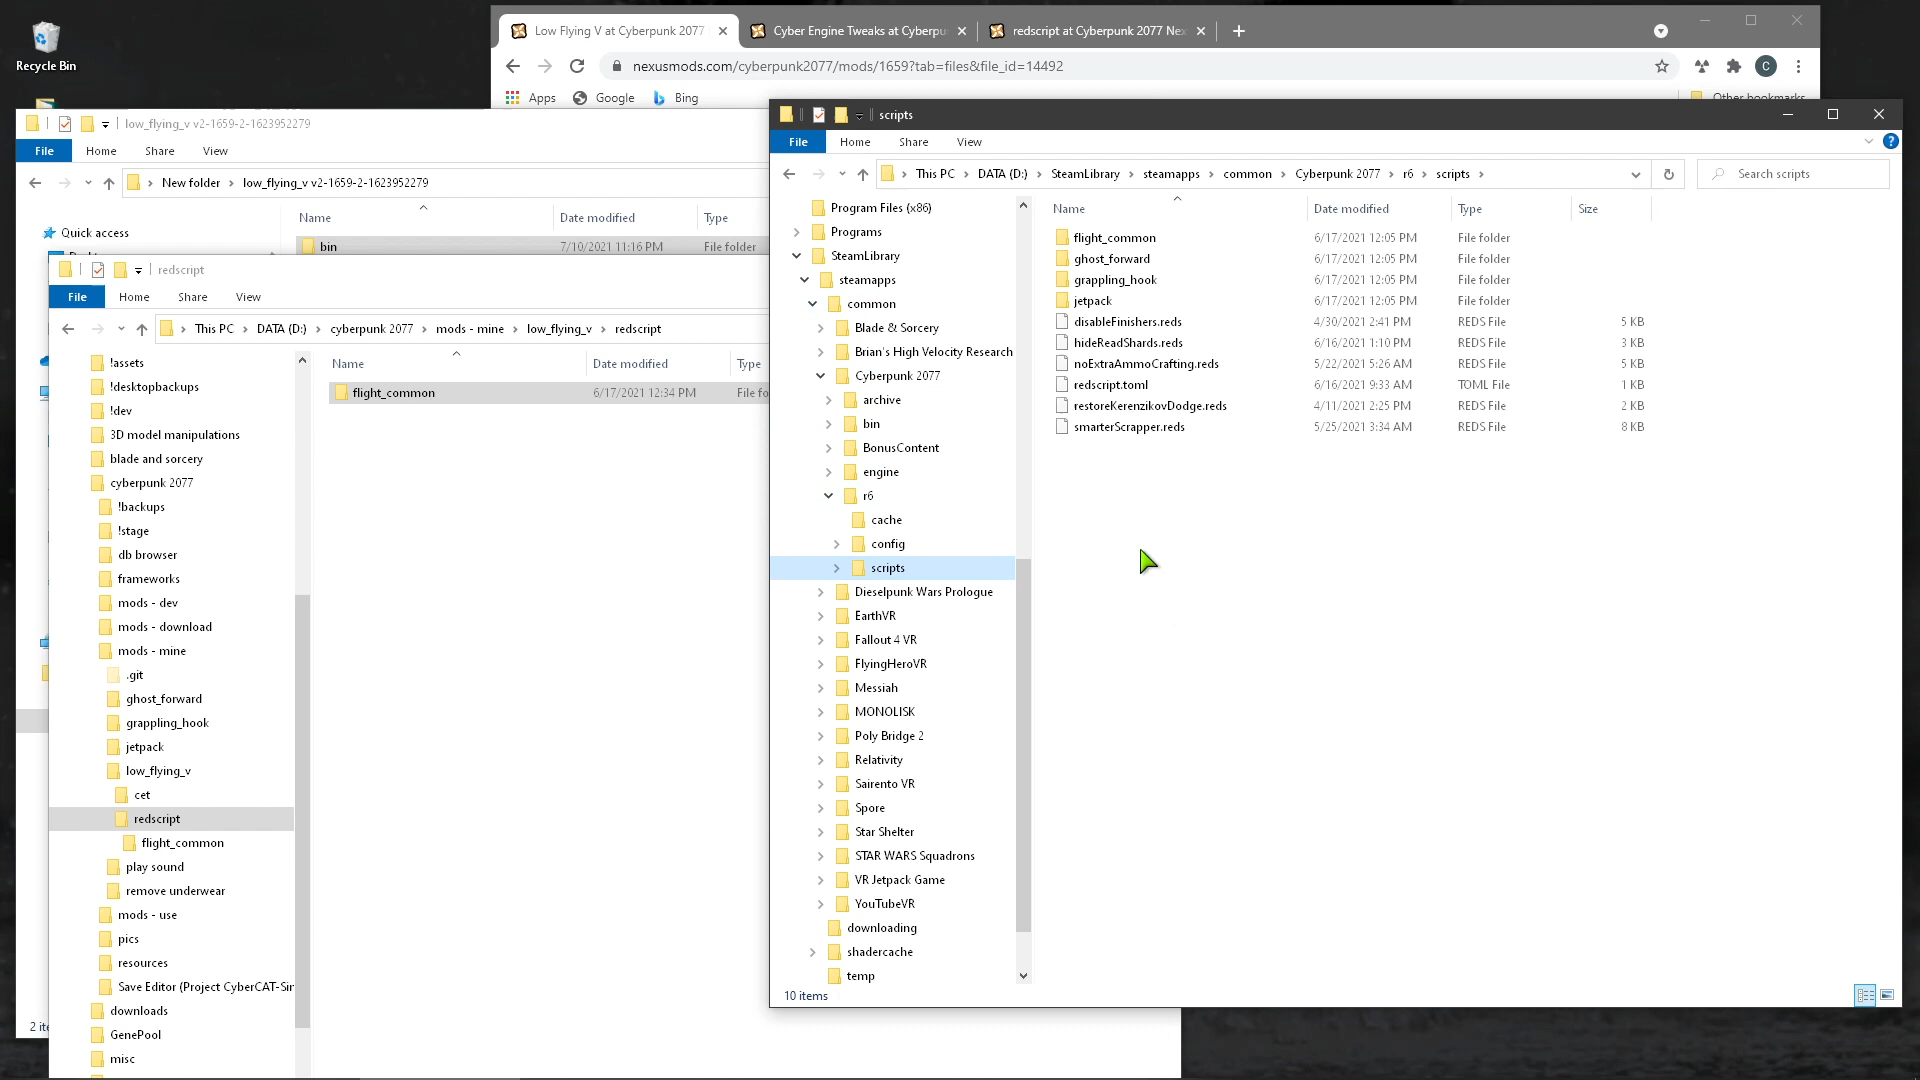 Recycle Bin
Low Flying V at Cyberpunk 2077
Cyber Engine Tweaks at Cyberpu
redscript at Cyberpunk 2077 Nex
nexusmods.com/cyberpunk2077/mods/1659?tab=files&file_id=14492
C
Apps
Google
Bing
Other bookmarks
low_flying_v v2-1659-2-1623952279
File
Home
Share
View
New folder
low_flying_v v2-1659-2-1623952279
Name
Date modified
Type
Quick access
bin
7/10/2021 11:16 PM
File folder
2 ite
redscript
File
Home
Share
View
This PC
DATA (D:)
cyberpunk 2077
mods - mine
low_flying_v
redscript
Name
Date modified
Type
flight_common
6/17/2021 12:34 PM
File fo
!assets
!desktopbackups
!dev
3D model manipulations
blade and sorcery
cyberpunk 2077
!backups
!stage
db browser
frameworks
mods - dev
mods - download
mods - mine
.git
ghost_forward
grappling_hook
jetpack
low_flying_v
cet
redscript
flight_common
play sound
remove underwear
mods - use
pics
resources
Save Editor (Project CyberCAT-Sir
downloads
GenePool
misc
scripts
File
Home
Share
View
This PC
DATA (D:)
SteamLibrary
steamapps
common
Cyberpunk 2077
r6
scripts
Search scripts
Program Files (x86)
Programs
SteamLibrary
steamapps
common
Blade & Sorcery
Brian's High Velocity Research
Cyberpunk 2077
archive
bin
BonusContent
engine
r6
cache
config
scripts
Dieselpunk Wars Prologue
EarthVR
Fallout 4 VR
FlyingHeroVR
Messiah
MONOLISK
Poly Bridge 2
Relativity
Sairento VR
Spore
Star Shelter
STAR WARS Squadrons
VR Jetpack Game
YouTubeVR
downloading
shadercache
temp
Name
Date modified
Type
Size
flight_common 6/17/2021 12:05 PM File folder
ghost_forward 6/17/2021 12:05 PM File folder
grappling_hook 6/17/2021 12:05 PM File folder
jetpack 6/17/2021 12:05 PM File folder
disableFinishers.reds 4/30/2021 2:41 PM REDS File 5 KB
hideReadShards.reds 6/16/2021 1:10 PM REDS File 3 KB
noExtraAmmoCrafting.reds 5/22/2021 5:26 AM REDS File 5 KB
redscript.toml 6/16/2021 9:33 AM TOML File 1 KB
restoreKerenzikovDodge.reds 4/11/2021 2:25 PM REDS File 2 KB
smarterScrapper.reds 5/25/2021 3:34 AM REDS File 8 KB
10 items